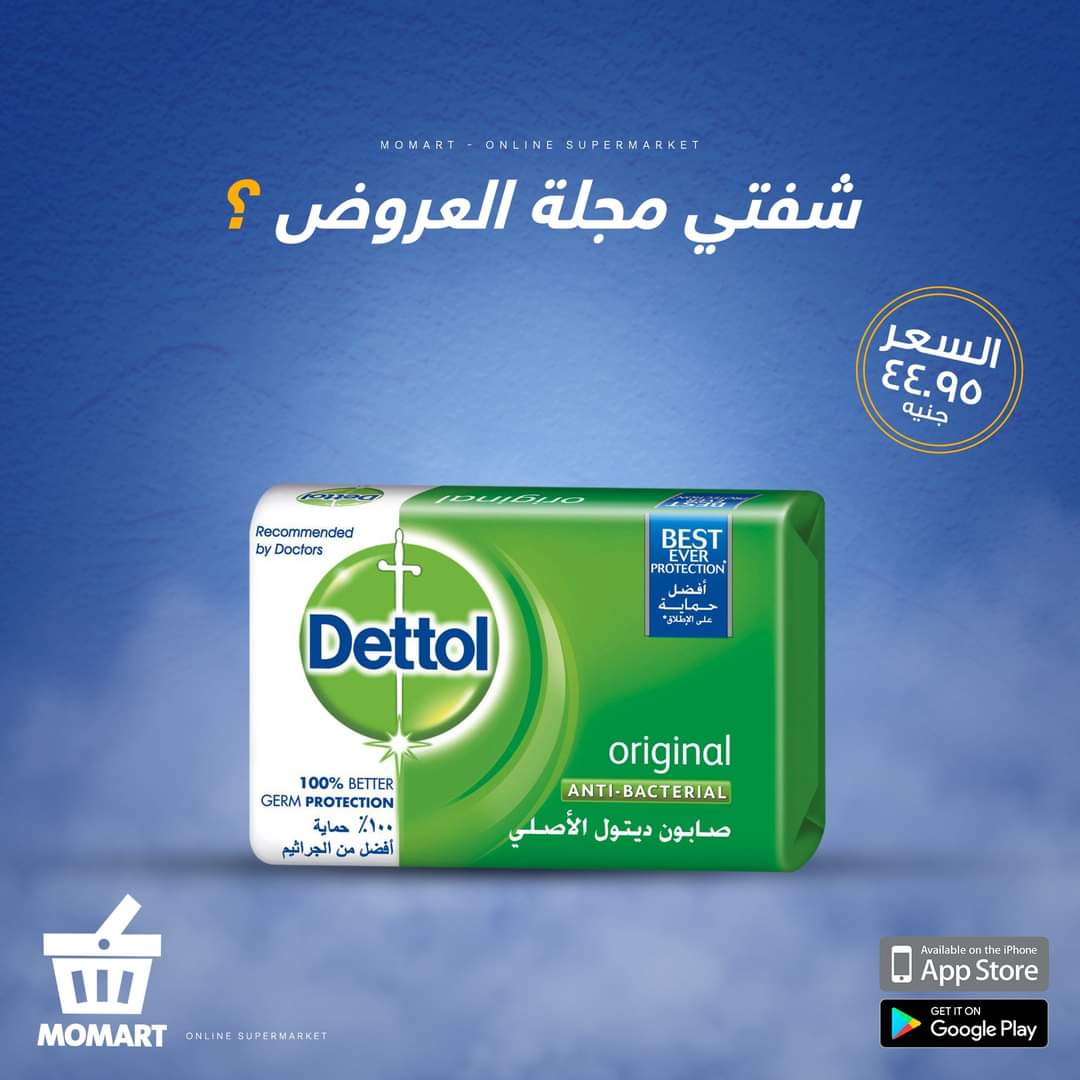 MOMART - ONLINE SUPERMARKET
شفتي مجلة العروض ؟
السعر
٤٤.٩٥
جنيه
Dettol
original
BEST
Recommended
by Doctors
BEST
EVER
PROTECTION*
أفضل
حماية
على الإطلاق*
Dettol
original
ANTI-BACTERIAL
صابون ديتول الأصلي
100% BETTER
GERM PROTECTION
١٠٠٪ حماية
أفضل من الجراثيم
MOMART
ONLINE SUPERMARKET
Available on the iPhone
App Store
GET IT ON
Google Play